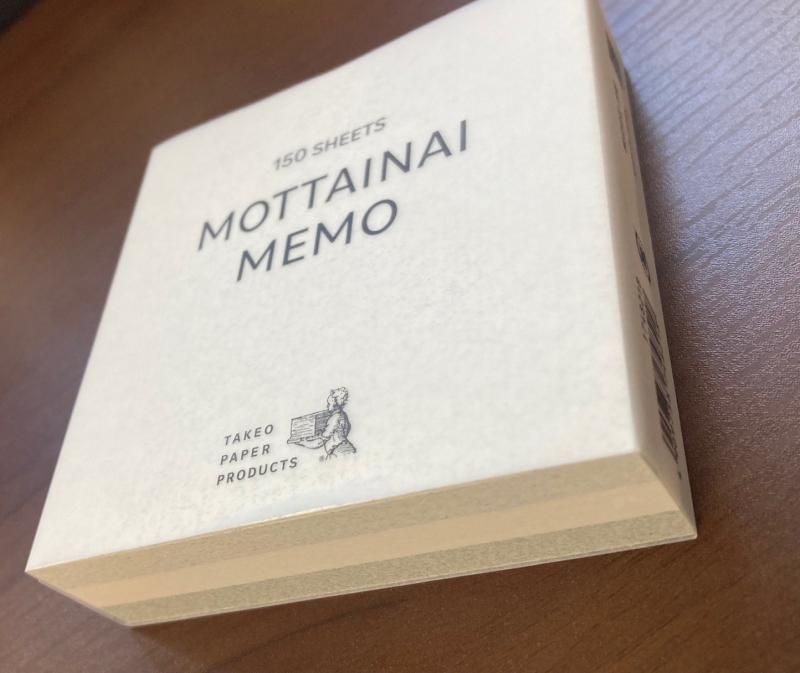 150 SHEETS
MOTTAINAI
MEMO
TAKEO
PAPER
PRODUCTS